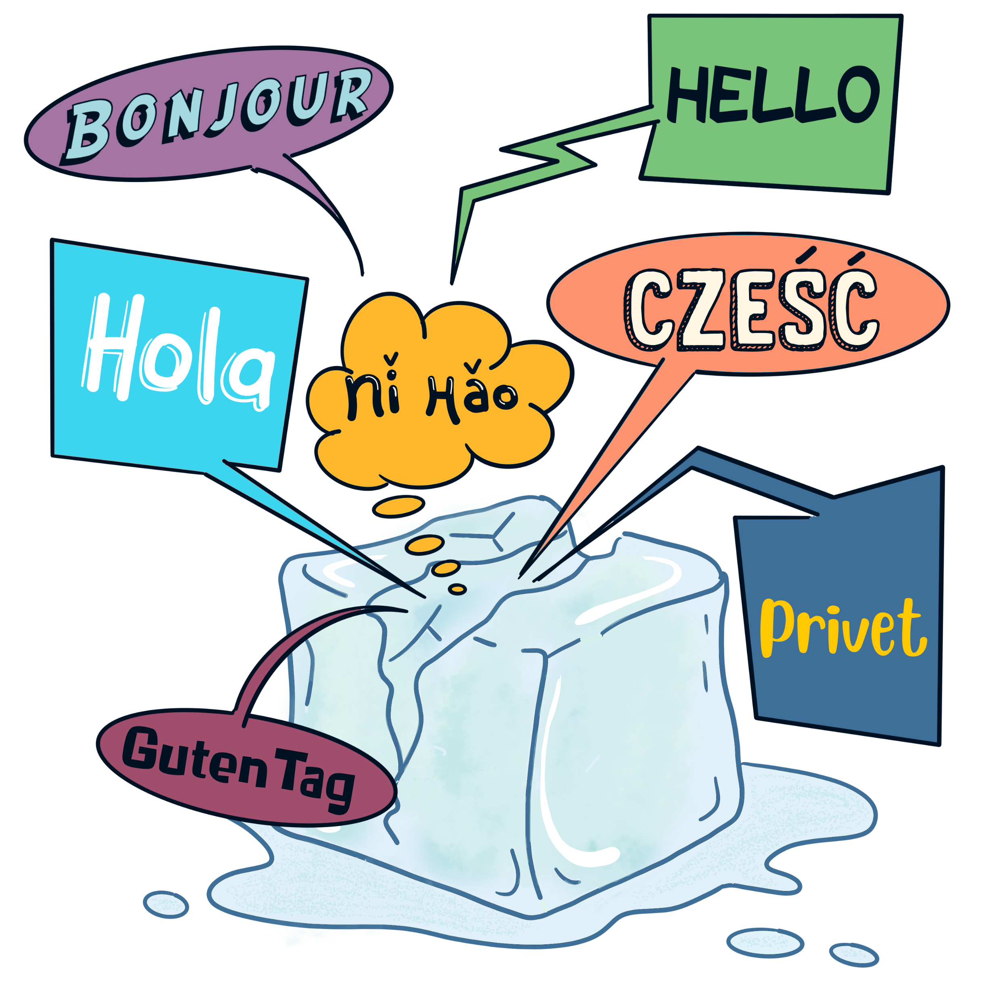 BONJOUR
HELLO
Hola
CZEŚĆ
nǐ Hǎo
privet
Guten Tag